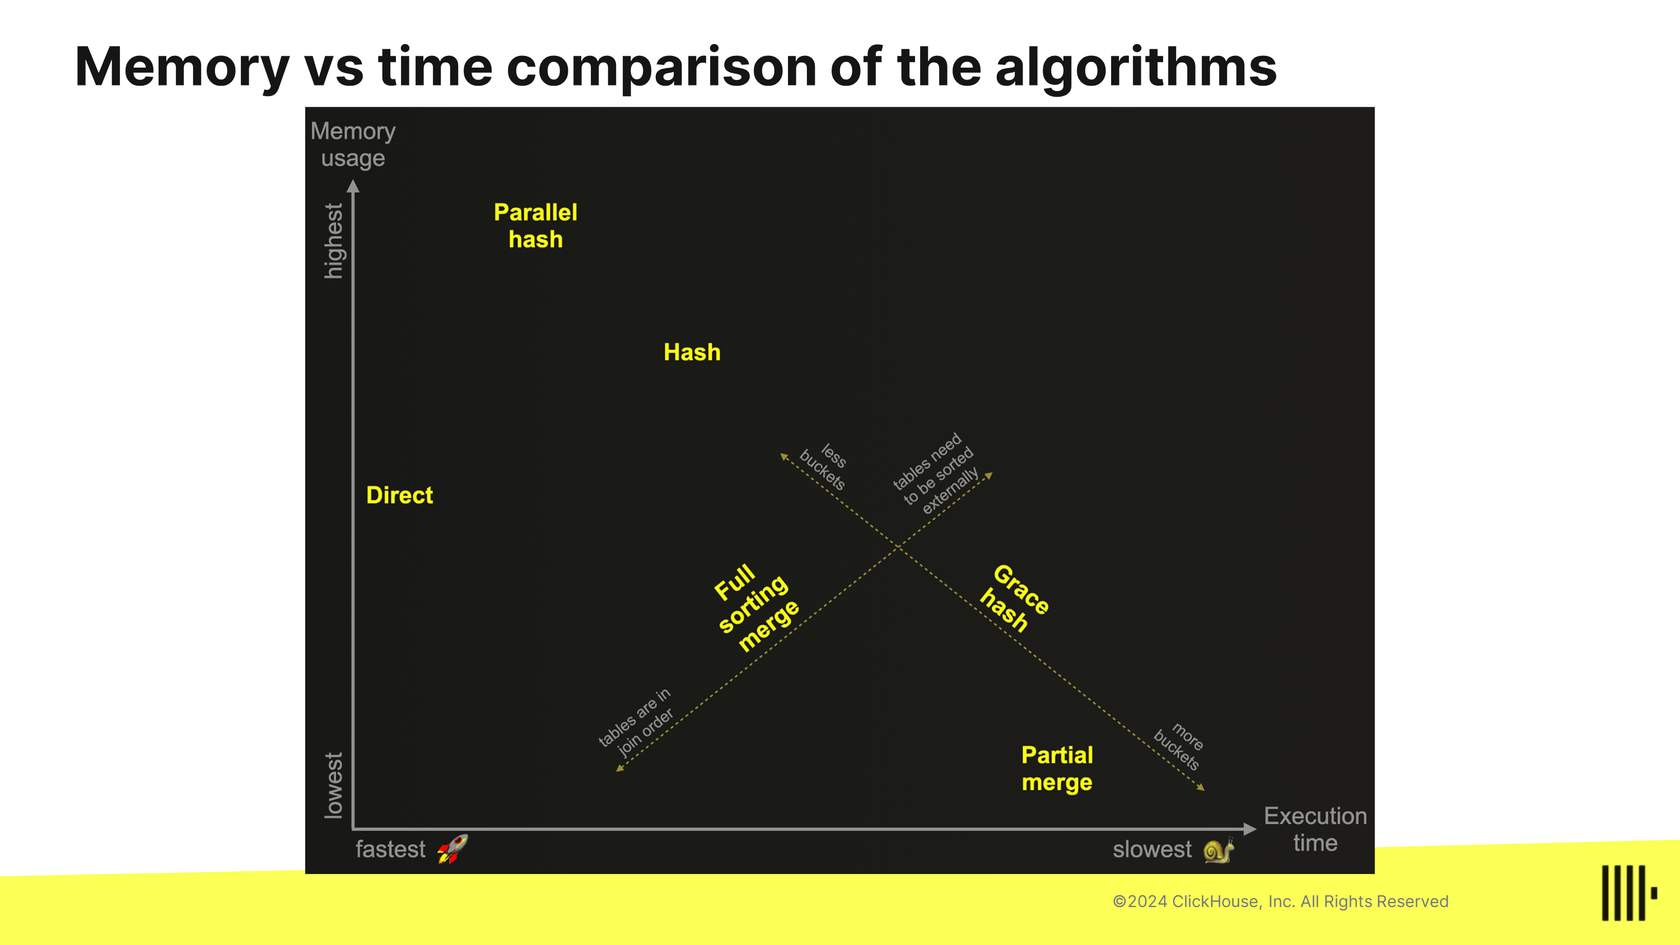 Memory vs time comparison of the algorithms
Memory
usage
highest
Parallel
hash
Hash
less
buckets
tables need
to be sorted
externally
Direct
Full
sorting
merge
Grace
hash
tables are in
join order
more
buckets
Partial
merge
lowest
Execution
time
fastest
slowest
©2024 ClickHouse, Inc. All Rights Reserved